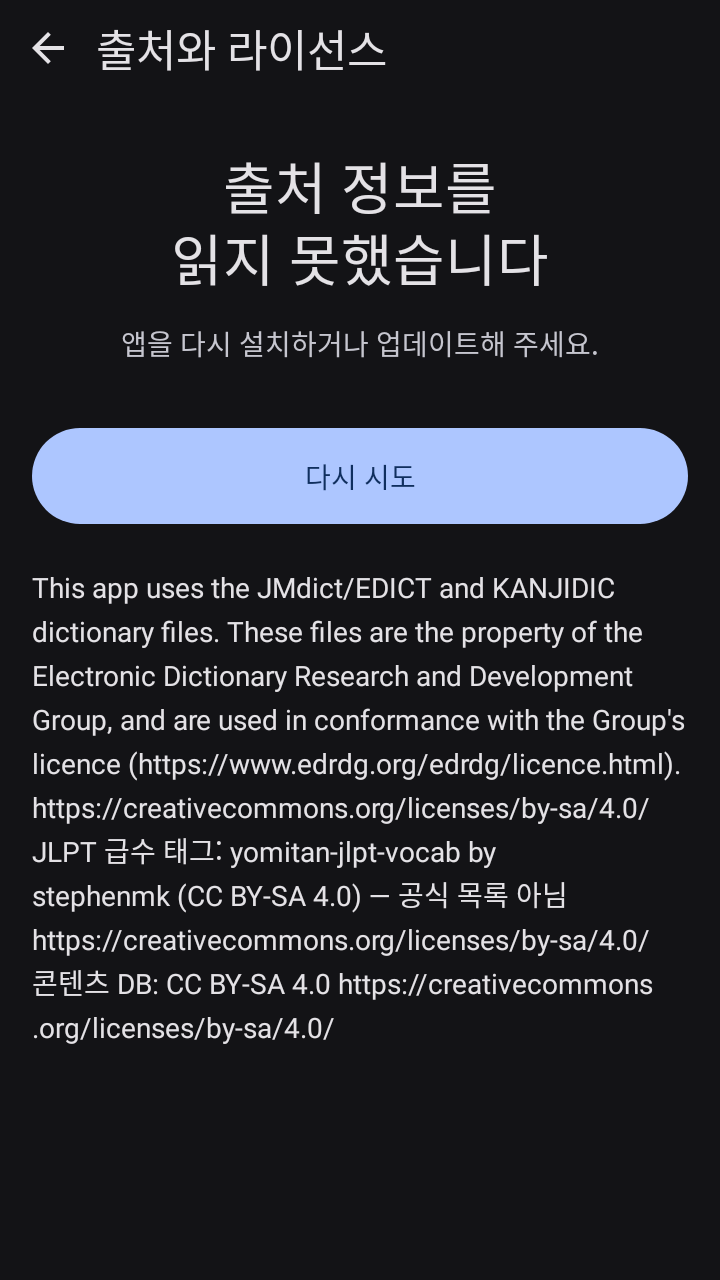 출처와 라이선스
출처 정보를
읽지 못했습니다
앱을 다시 설치하거나 업데이트해 주세요.
다시 시도
This app uses the JMdict/EDICT and KANJIDIC
dictionary files. These files are the property of the
Electronic Dictionary Research and Development
Group, and are used in conformance with the Group's
licence (https://www.edrdg.org/edrdg/licence.html).
https://creativecommons.org/licenses/by-sa/4.0/
JLPT 급수 태그: yomitan-jlpt-vocab by
stephenmk (CC BY-SA 4.0) — 공식 목록 아님
https://creativecommons.org/licenses/by-sa/4.0/
콘텐츠 DB: CC BY-SA 4.0 https://creativecommons
.org/licenses/by-sa/4.0/